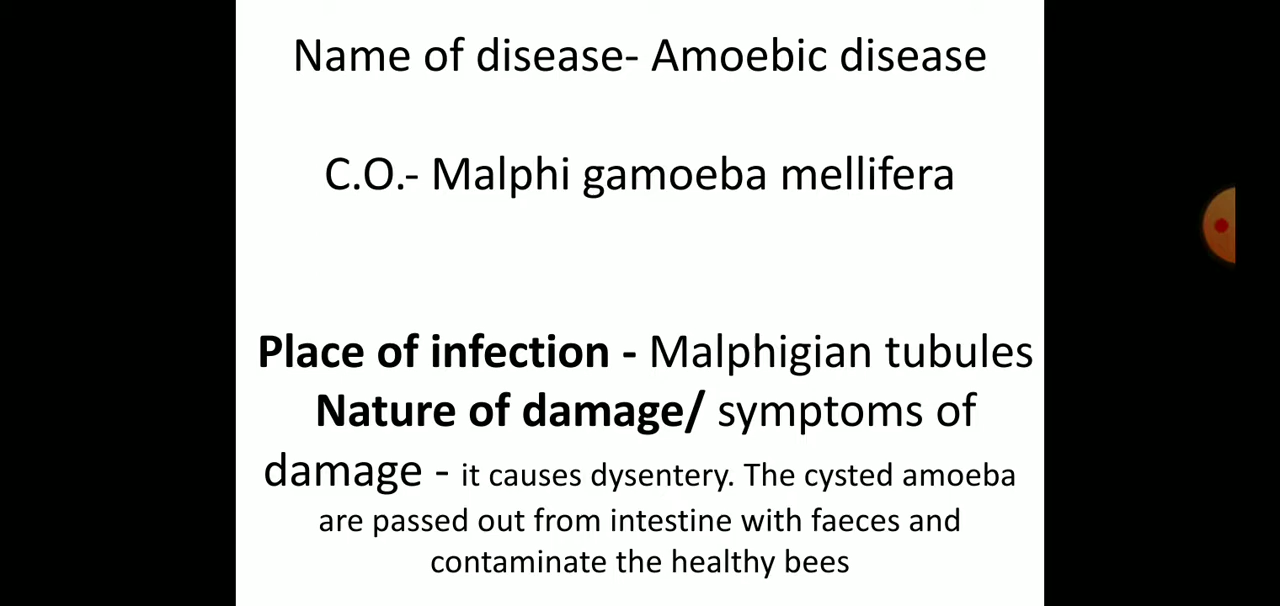 Name of disease- Amoebic disease
C.O.- Malphi gamoeba mellifera
Place of infection - Malphigian tubules
Nature of damage/ symptoms of
damage - it causes dysentery. The cysted amoeba
are passed out from intestine with faeces and
contaminate the healthy bees